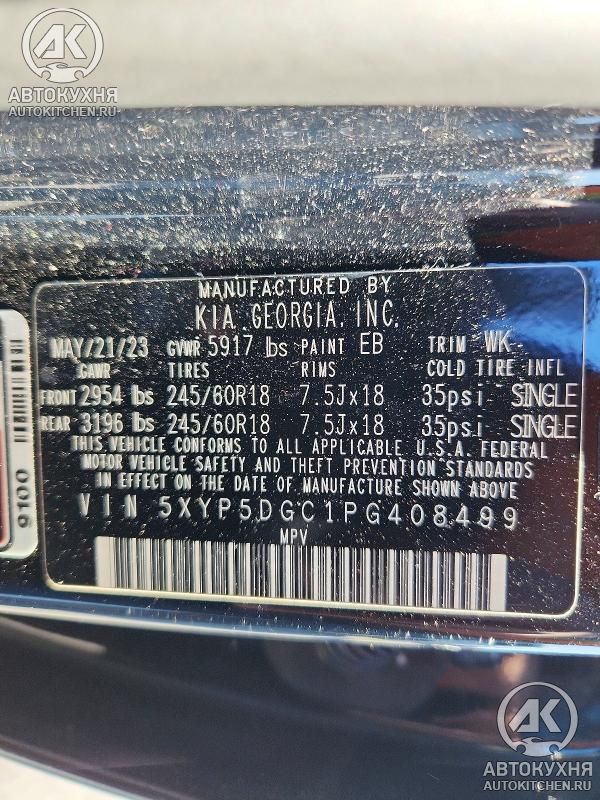 AK
АВТОКУХНЯ
AUTOKITCHEN.RU
MANUFACTURED BY
KIA GEORGIA, INC.
MAY/21/23 GVWR 5917 lbs PAINT EB TRIM WK
GAWR TIRES RIMS COLD TIRE INFL
FRONT 2954 lbs 245/60R18 7.5Jx18 35psi SINGLE
REAR 3196 lbs 245/60R18 7.5Jx18 35psi SINGLE
THIS VEHICLE CONFORMS TO ALL APPLICABLE U.S.A. FEDERAL
MOTOR VEHICLE SAFETY AND THEFT PREVENTION STANDARDS
IN EFFECT ON THE DATE OF MANUFACTURE SHOWN ABOVE
VIN 5XYP5DGC1PG408499
MPV
9100
AK
АВТОКУХНЯ
AUTOKITCHEN.RU